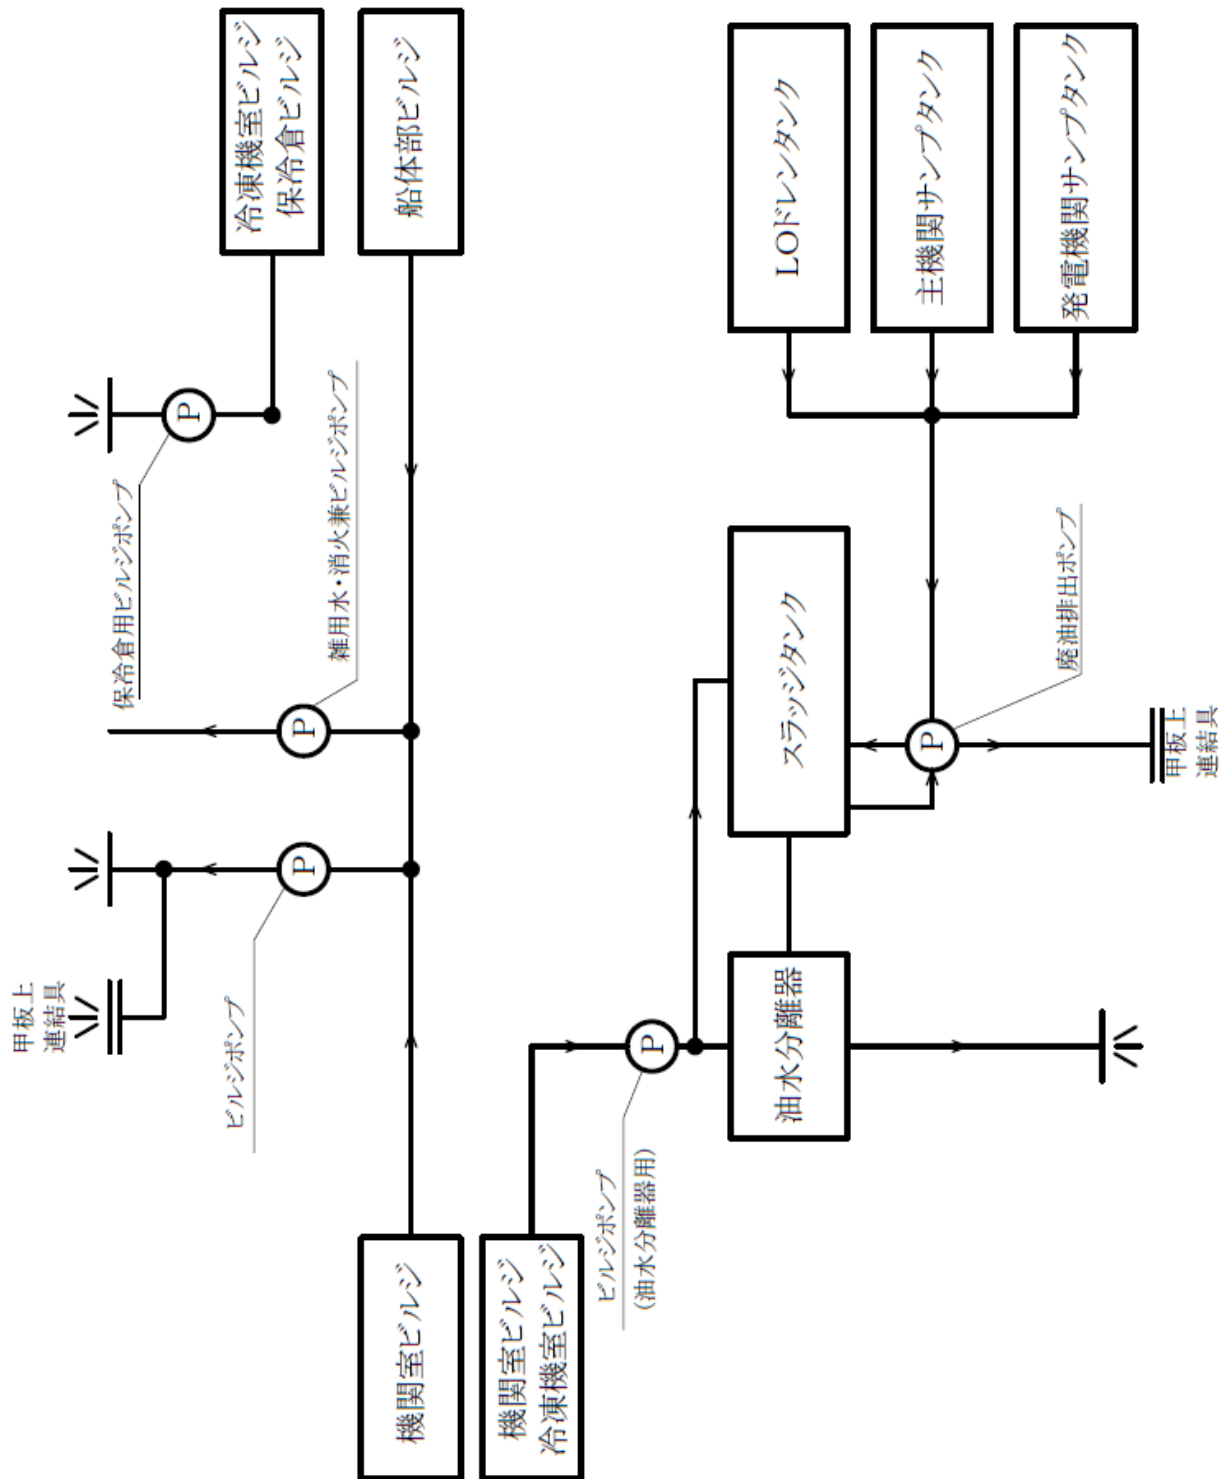 甲板上
連結具
ビルジポンプ
保冷倉用ビルジポンプ
雑用水・消火兼ビルジポンプ
冷凍機室ビルジ
保冷倉ビルジ
船体部ビルジ
機関室ビルジ
P
P
P
機関室ビルジ
冷凍機室ビルジ
ビルジポンプ
(油水分離器用)
P
油水分離器
スラッジタンク
LOドレンタンク
主機関サンプタンク
発電機関サンプタンク
P
廃油排出ポンプ
甲板上
連結具